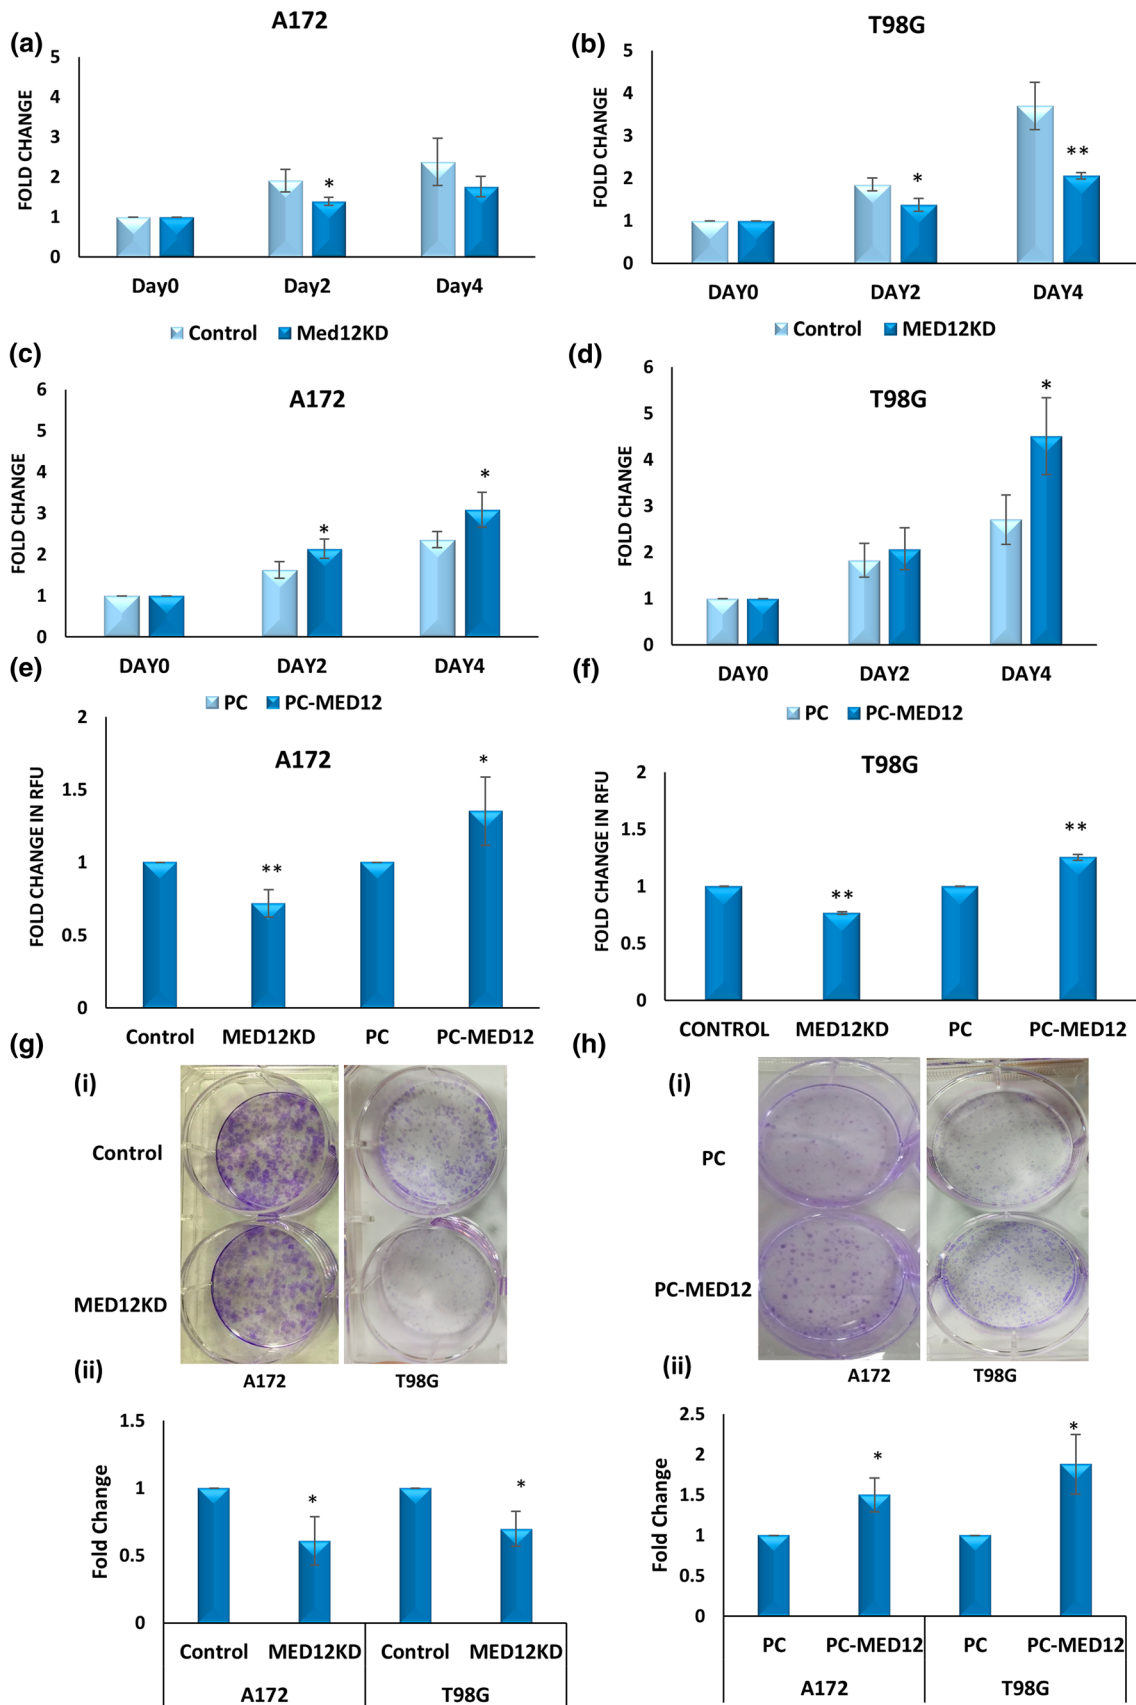 (a)
A172
FOLD CHANGE
5
4
3
2
1
0
*
Day0 Day2 Day4
Control Med12KD
(b)
T98G
FOLD CHANGE
5
4
3
2
1
0
*
**
DAY0 DAY2 DAY4
Control MED12KD
(c)
A172
FOLD CHANGE
6
5
4
3
2
1
0
*
*
DAY0 DAY2 DAY4
PC PC-MED12
(d)
T98G
FOLD CHANGE
6
5
4
3
2
1
0
*
DAY0 DAY2 DAY4
PC PC-MED12
(e)
A172
FOLD CHANGE IN RFU
2
1.5
1
0.5
0
**
*
Control MED12KD PC PC-MED12
(f)
T98G
FOLD CHANGE IN RFU
2
1.5
1
0.5
0
**
**
CONTROL MED12KD PC PC-MED12
(g)
(i)
Control
MED12KD
A172 T98G
(ii)
Fold Change
1.5
1
0.5
0
*
*
Control MED12KD Control MED12KD
A172 T98G
(h)
(i)
PC
PC-MED12
A172 T98G
(ii)
Fold Change
2.5
2
1.5
1
0.5
0
*
*
PC PC-MED12 PC PC-MED12
A172 T98G